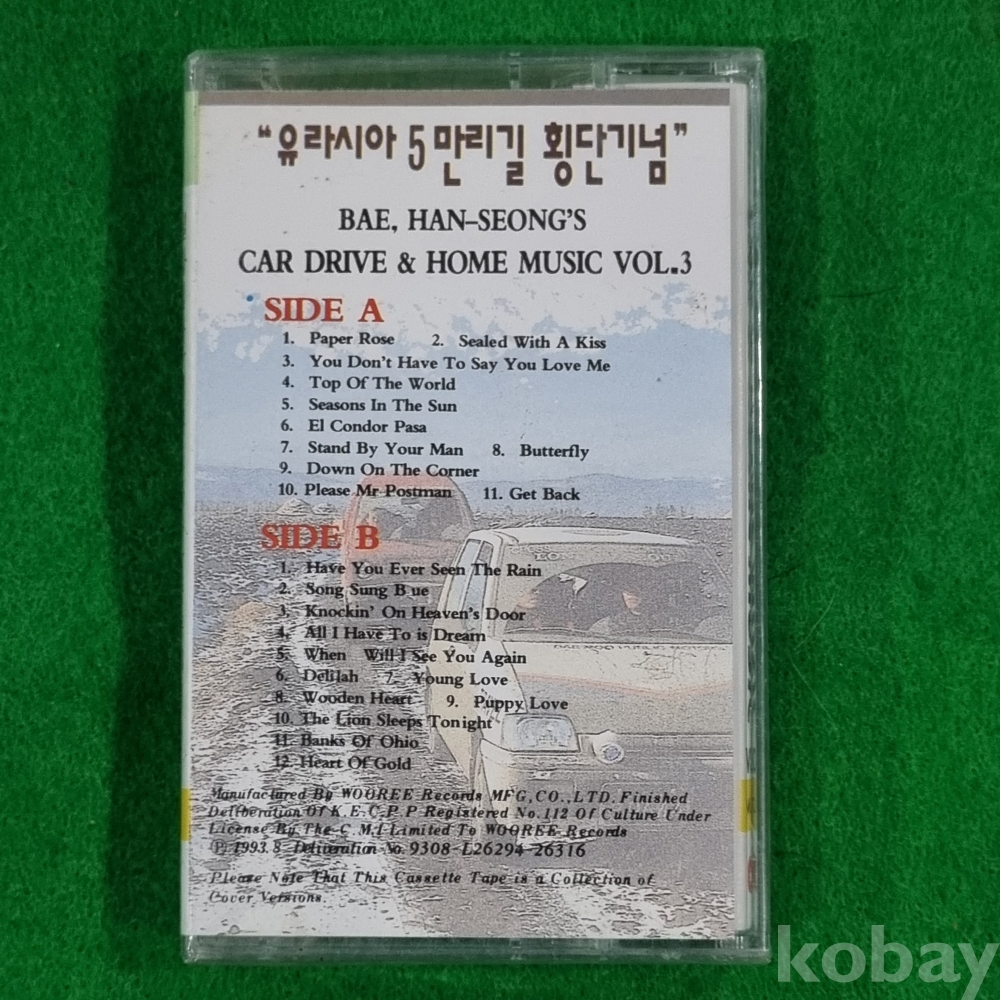 “유라시아 5만리길 횡단기념”
BAE, HAN-SEONG'S
CAR DRIVE & HOME MUSIC VOL.3
SIDE A
1. Paper Rose 2. Sealed With A Kiss
3. You Don't Have To Say You Love Me
4. Top Of The World
5. Seasons In The Sun
6. El Condor Pasa
7. Stand By Your Man 8. Butterfly
9. Down On The Corner
10. Please Mr Postman 11. Get Back
SIDE B
1. Have You Ever Seen The Rain
2. Song Sung B ue
3. Knockin' On Heaven's Door
4. All I Have To is Dream
5. When Will I See You Again
6. Delilah 7. Young Love
8. Wooden Heart 9. Puppy Love
10. The Lion Sleeps Tonight
11. Banks Of Ohio
12. Heart Of Gold
Manufactured By WOOREE Records MFG,CO.,LTD. Finished
Deliberation Of K.E.C.P.P Registered No.112 Of Culture Under
License By The C.M.I Limited To WOOREE Records
Ⓟ 1993.8 Deliveration No. 9308-L26294-26316
Please Note That This Cassette Tape is a Collection of
Cover Versions.
kobay